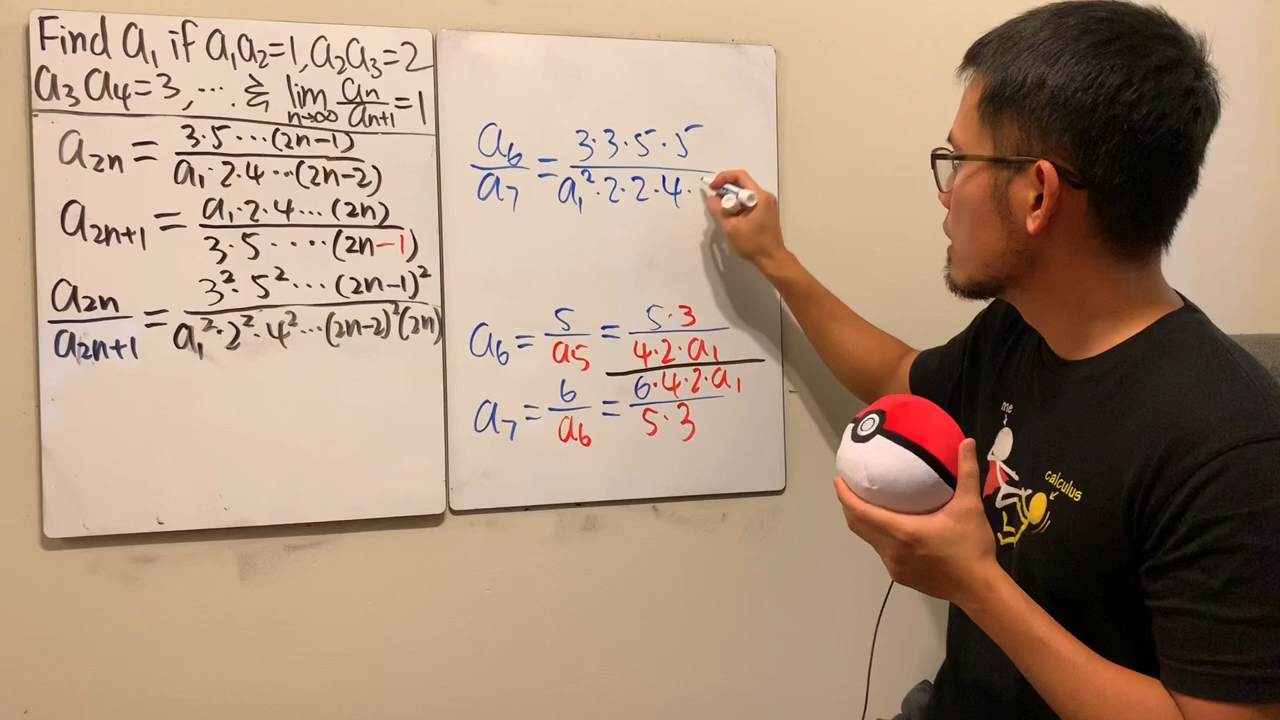 Find a₁ if a₁a₂=1, a₂a₃=2
a₃a₄=3, ... & lim n→∞ aₙ/aₙ₊₁ = 1
a₂ₙ = 3·5···(2n-1) / a₁·2·4···(2n-2)
a₂ₙ₊₁ = a₁·2·4...(2n) / 3·5·····(2n-1)
a₂ₙ/a₂ₙ₊₁ = 3²·5²···(2n-1)² / a₁²·2²·4²···(2n-2)²(2n)
a₆/a₇ = 3·3·5·5 / a₁²·2·2·4·
a₆ = 5/a₅ = 5·3 / 4·2·a₁
a₇ = 6/a₆ = 6·4·2·a₁ / 5·3
me
calculus